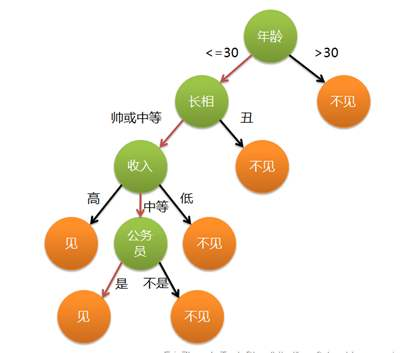 年龄
<=30
>30
长相
不见
帅或中等
丑
收入
不见
高
中等
低
见
公务
员
不见
是
不是
见
不见